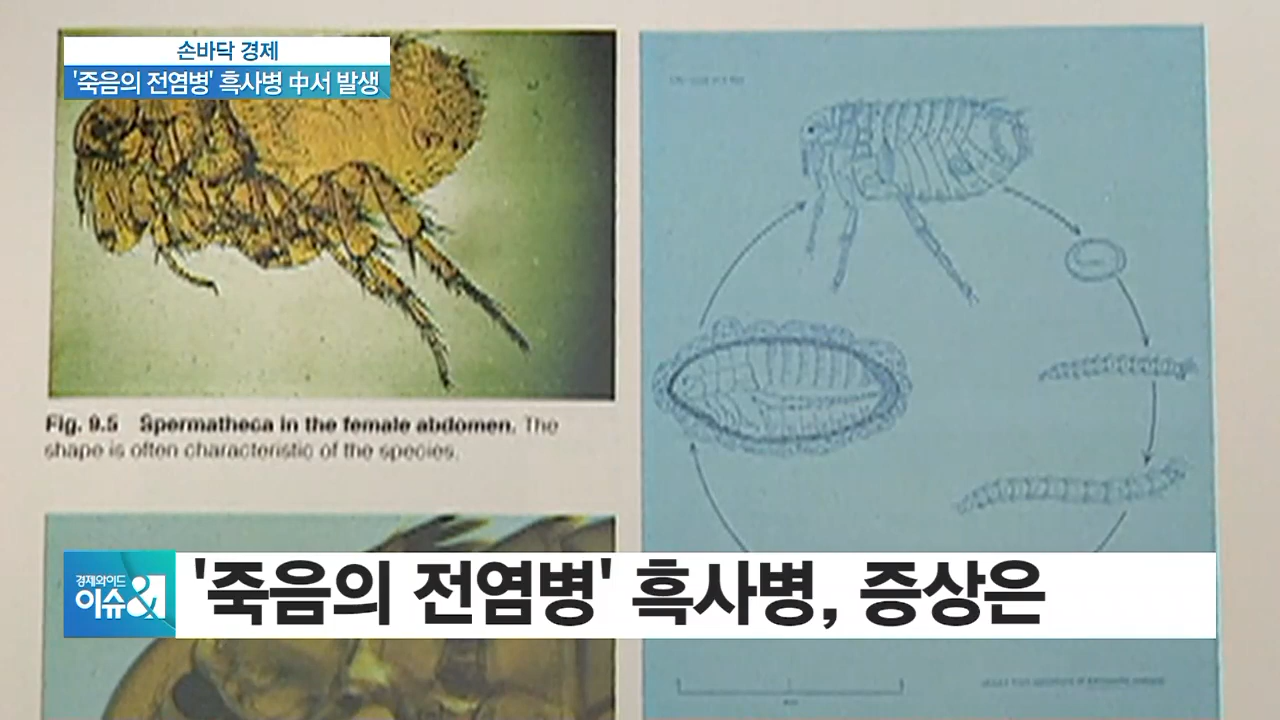 손바닥 경제
'죽음의 전염병' 흑사병 中서 발생
Fig. 9.5 Spermatheca in the female abdomen. The
shape is often characteristic of the species.
경제와이드
이슈&
'죽음의 전염병' 흑사병, 증상은